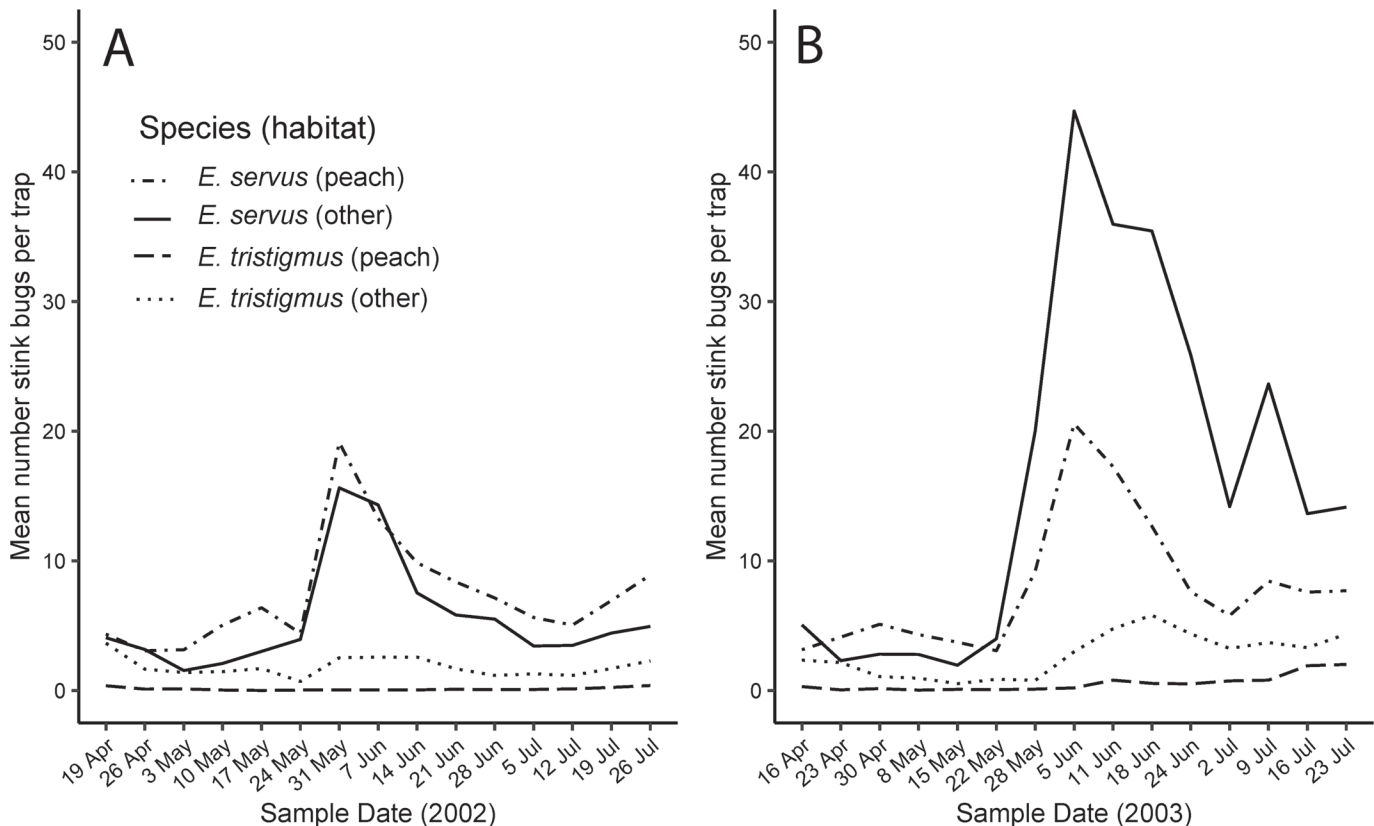 A
Mean number stink bugs per trap
50
40
30
20
10
0
Species (habitat)
E. servus (peach)
E. servus (other)
E. tristigmus (peach)
E. tristigmus (other)
19 Apr
26 Apr
3 May
10 May
17 May
24 May
31 May
7 Jun
14 Jun
21 Jun
28 Jun
5 Jul
12 Jul
19 Jul
26 Jul
Sample Date (2002)
B
Mean number stink bugs per trap
50
40
30
20
10
0
16 Apr
23 Apr
30 Apr
8 May
15 May
22 May
28 May
5 Jun
11 Jun
18 Jun
24 Jun
2 Jul
9 Jul
16 Jul
23 Jul
Sample Date (2003)